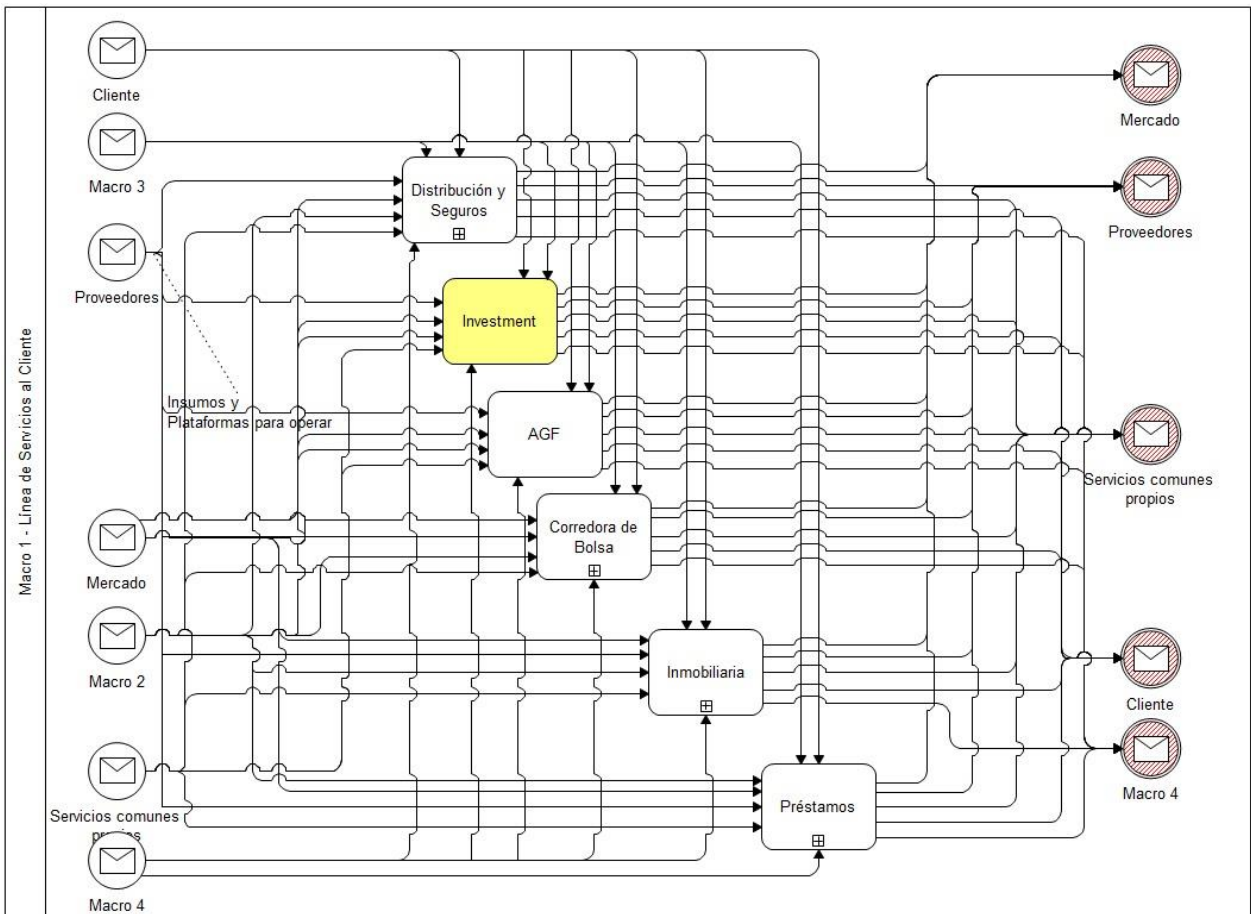 Macro 1 - Línea de Servicios al Cliente
Cliente
Mercado
Macro 3
Distribución y
Seguros
Proveedores
Proveedores
Investment
Insumos y
Plataformas para operar
AGF
Servicios comunes
propios
Corredora de
Bolsa
Mercado
Macro 2
Inmobiliaria
Cliente
Macro 4
Préstamos
Servicios comunes
propios
Macro 4